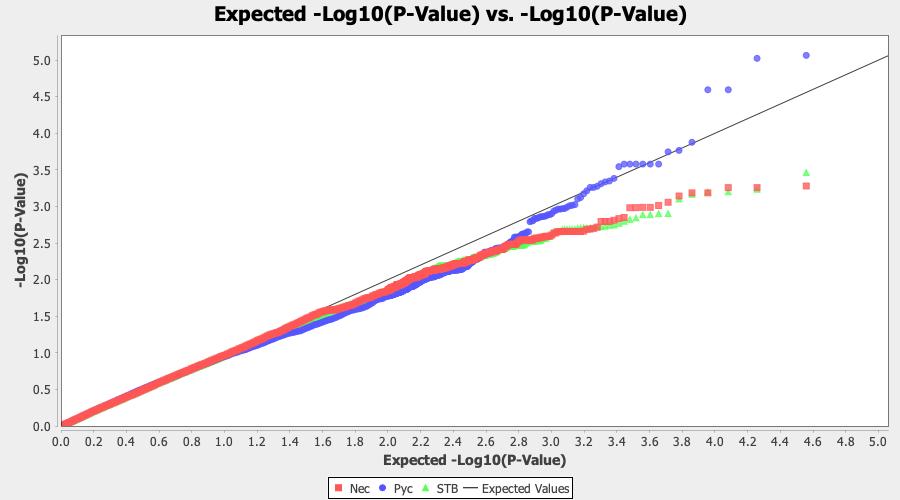 Expected -Log10(P-Value) vs. -Log10(P-Value)
-Log10(P-Value)
5.0
4.5
4.0
3.5
3.0
2.5
2.0
1.5
1.0
0.5
0.0
0.0 0.2 0.4 0.6 0.8 1.0 1.2 1.4 1.6 1.8 2.0 2.2 2.4 2.6 2.8 3.0 3.2 3.4 3.6 3.8 4.0 4.2 4.4 4.6 4.8 5.0
Expected -Log10(P-Value)
Nec Pyc STB Expected Values